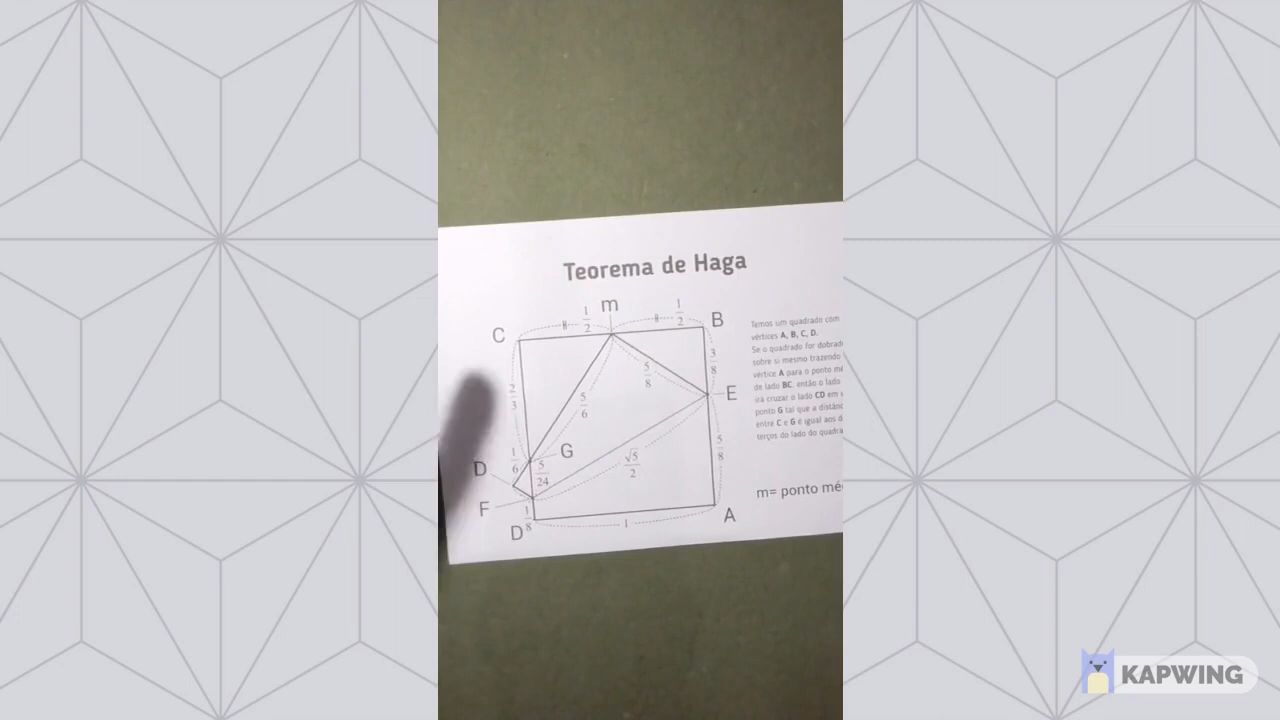 Teorema de Haga
m
1/2
1/2
C
B
3/8
5/8
E
2/3
5/6
G
1/6
5/24
√5/2
5/8
D
F
1/8
D
1
A
Temos um quadrado com
vértices A, B, C, D.
Se o quadrado for dobrad
sobre si mesmo trazendo
vértice A para o ponto mé
de lado BC, então o lado
ira cruzar o lado CD em
ponto G tal que a distânc
entre C e G é igual aos d
terços do lado do quadra
m= ponto mé
KAPWING